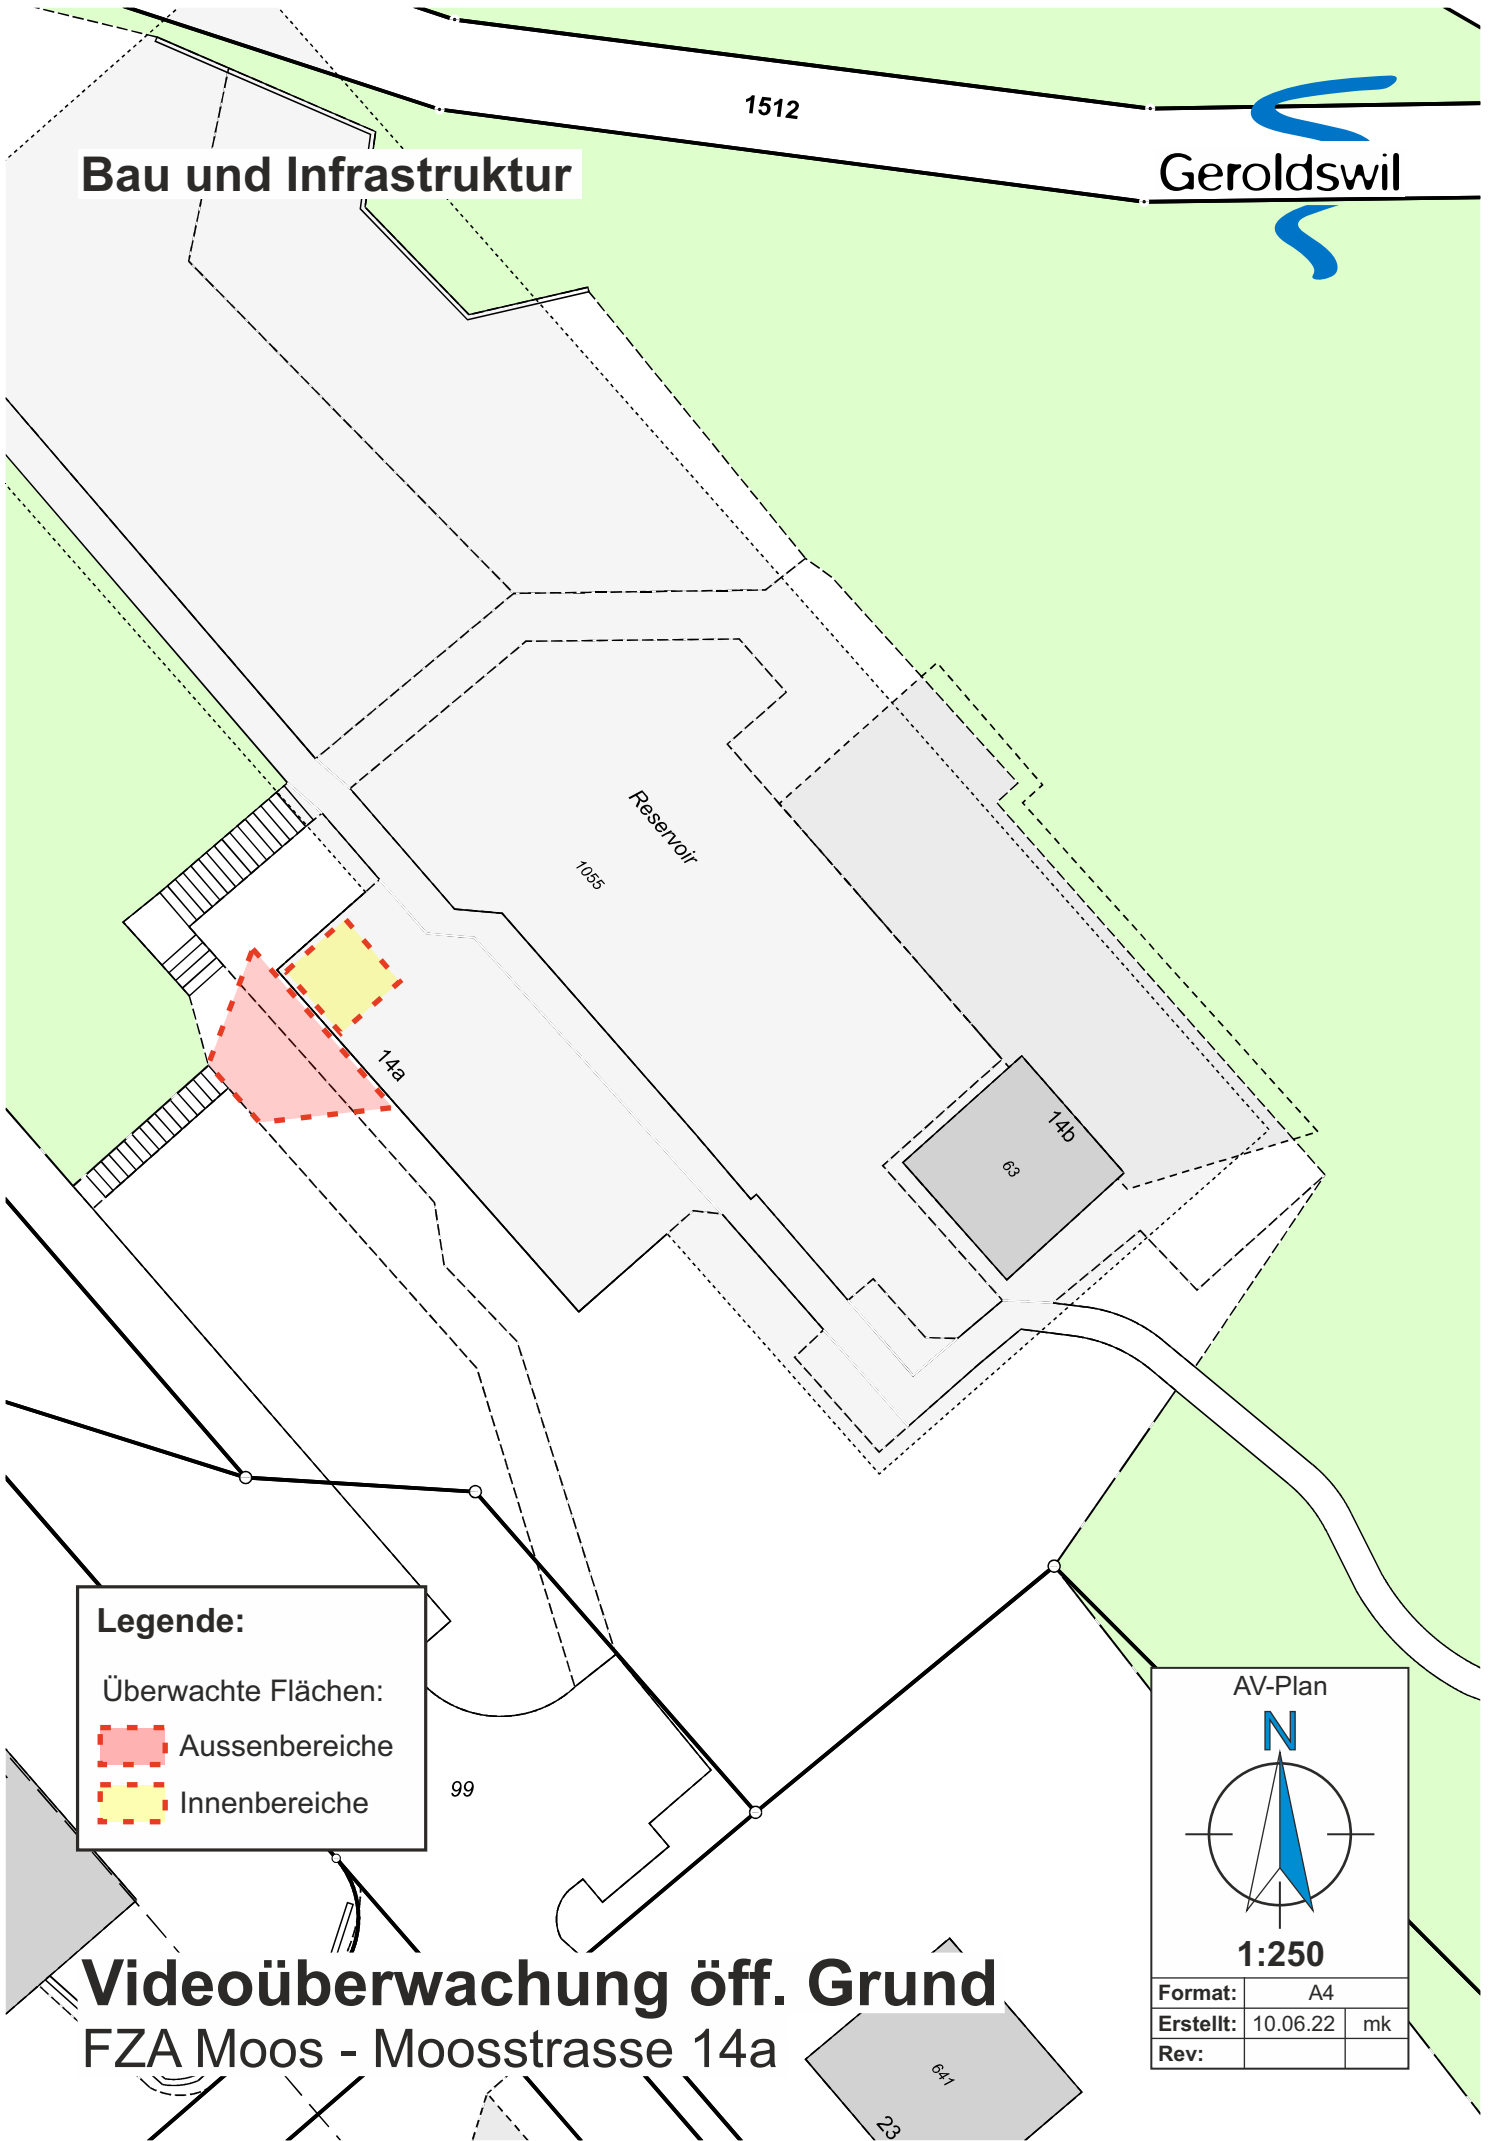 1512
Bau und Infrastruktur
Geroldswil
Reservoir
1055
14a
14b
63
Legende:
Überwachte Flächen:
Aussenbereiche
Innenbereiche
99
AV-Plan
N
1:250
Format: A4
Erstellt: 10.06.22 mk
Rev:
Videoüberwachung öff. Grund
FZA Moos - Moosstrasse 14a
641
23